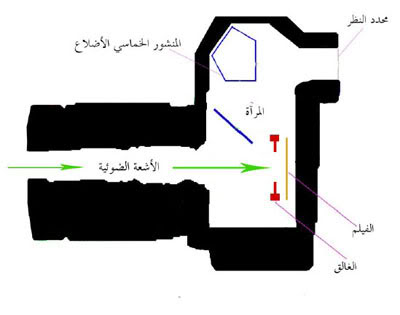 محدد النظر
المنشور الخماسي الأضلاع
المرآة
الأشعة الضوئية
الفيلم
الغالق